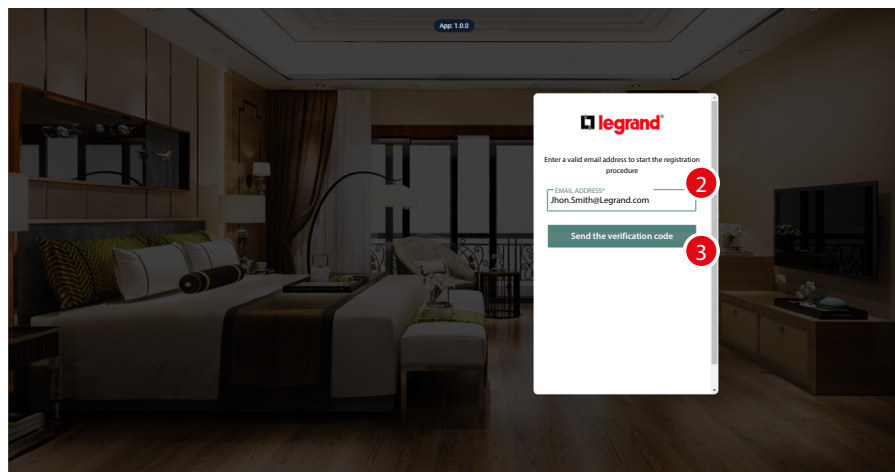 App: 1.0.0
legrand®
Enter a valid email address to start the registration
procedure
2
EMAIL ADDRESS*
Jhon.Smith@Legrand.com
Send the verification code
3